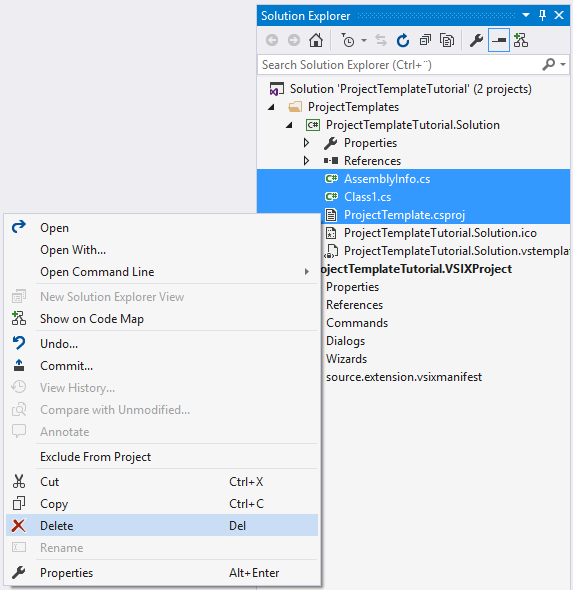 Solution Explorer
Search Solution Explorer (Ctrl+¨)
Solution 'ProjectTemplateTutorial' (2 projects)
ProjectTemplates
C# ProjectTemplateTutorial.Solution
Properties
References
C# AssemblyInfo.cs
C# Class1.cs
ProjectTemplate.csproj
ProjectTemplateTutorial.Solution.ico
ProjectTemplateTutorial.Solution.vstempla
ojectTemplateTutorial.VSIXProject
Properties
References
Commands
Dialogs
Wizards
source.extension.vsixmanifest
Open
Open With...
Open Command Line
New Solution Explorer View
Show on Code Map
Undo...
Commit...
View History...
Compare with Unmodified...
Annotate
Exclude From Project
Cut Ctrl+X
Copy Ctrl+C
Delete Del
Rename
Properties Alt+Enter